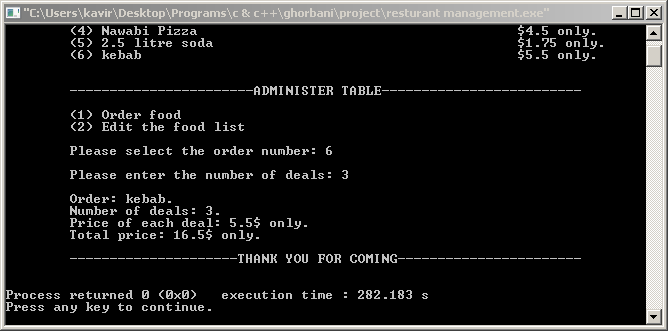 "C:\Users\kavir\Desktop\Programs\c & c++\ghorbani\project\resturant management.exe"
(4) Nawabi Pizza $4.5 only.
(5) 2.5 litre soda $1.75 only.
(6) kebab $5.5 only.
-----------------------ADMINISTER TABLE-------------------------
(1) Order food
(2) Edit the food list
Please select the order number: 6
Please enter the number of deals: 3
Order: kebab.
Number of deals: 3.
Price of each deal: 5.5$ only.
Total price: 16.5$ only.
---------------------THANK YOU FOR COMING-----------------------
Process returned 0 (0x0) execution time : 282.183 s
Press any key to continue.